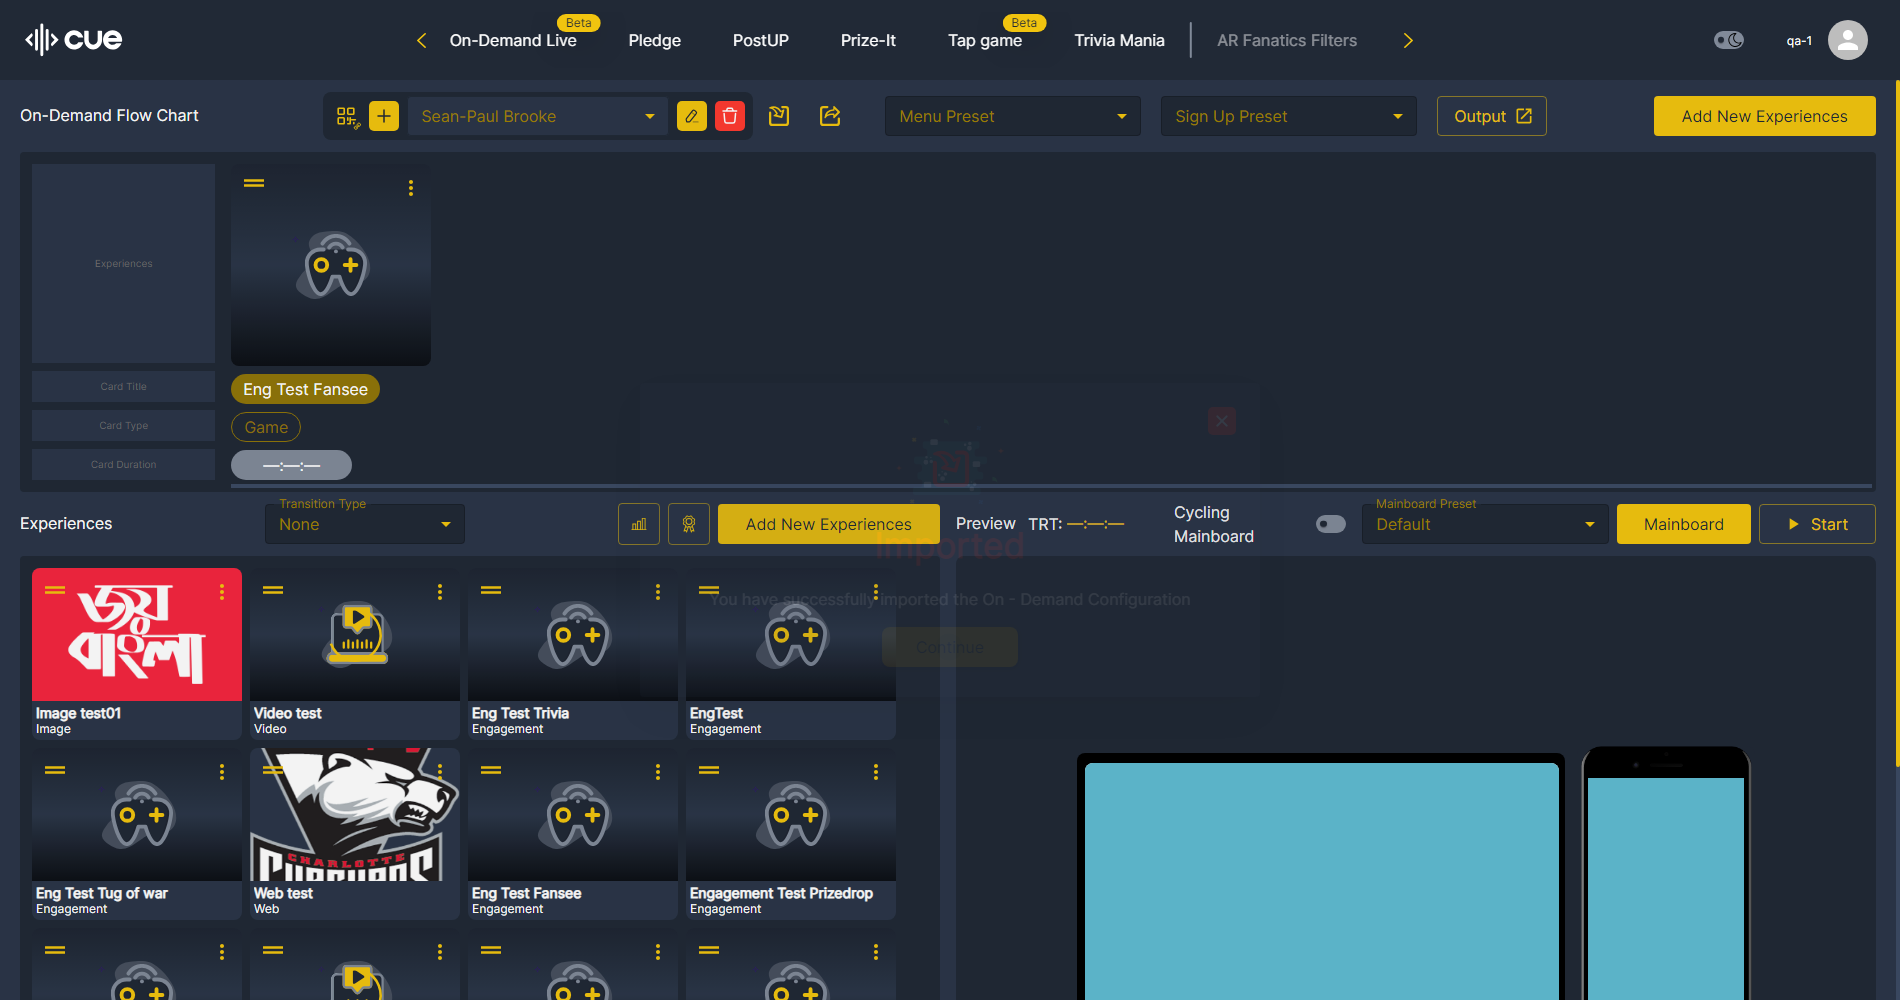 cue
On-Demand Live
Beta
Pledge
PostUP
Prize-It
Tap game
Beta
Trivia Mania
AR Fanatics Filters
qa-1
On-Demand Flow Chart
Sean-Paul Brooke
Menu Preset
Sign Up Preset
Output
Add New Experiences
Experiences
Card Title
Card Type
Card Duration
Eng Test Fansee
Game
—:—:—
Experiences
Transition Type
None
Add New Experiences
Preview
TRT: —:—:—
Cycling
Mainboard
Mainboard Preset
Default
Mainboard
Start
Imported
You have successfully imported the On - Demand Configuration
Continue
জয়
বাংলা
Image test01
Image
Video test
Video
Eng Test Trivia
Engagement
EngTest
Engagement
Eng Test Tug of war
Engagement
CHARLOTTE
Web test
Web
Eng Test Fansee
Engagement
Engagement Test Prizedrop
Engagement